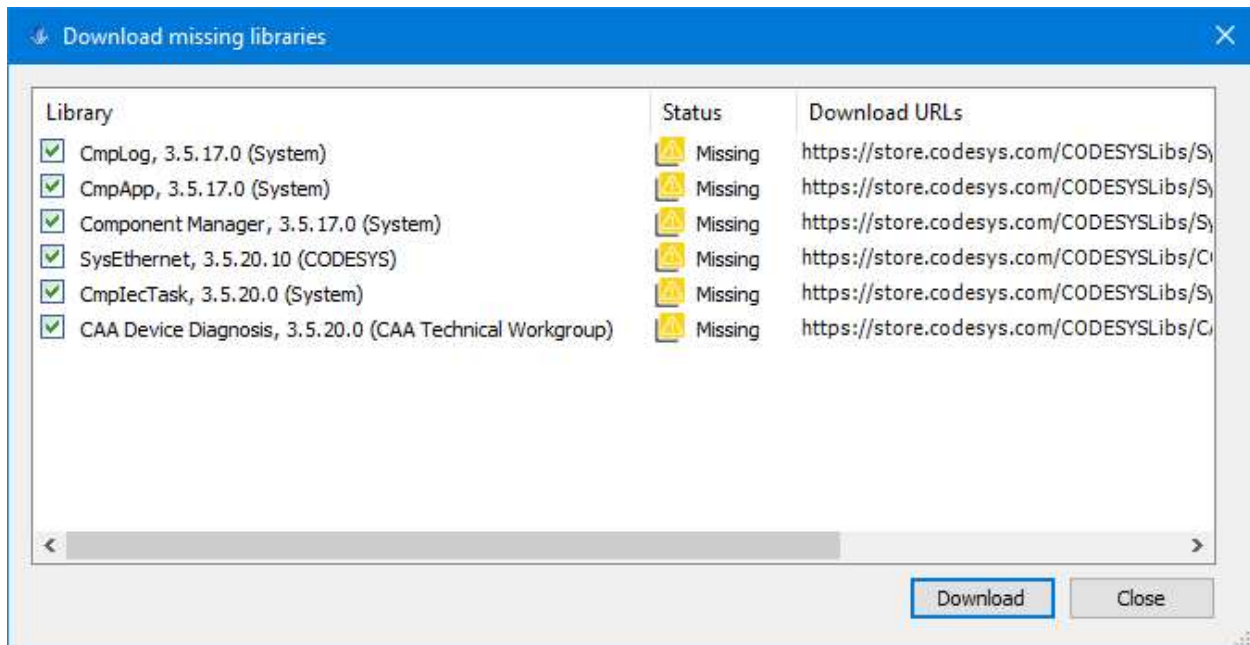 Download missing libraries
Library Status Download URLs
CmpLog, 3.5.17.0 (System) Missing https://store.codesys.com/CODESYSLibs/Sy
CmpApp, 3.5.17.0 (System) Missing https://store.codesys.com/CODESYSLibs/Sy
Component Manager, 3.5.17.0 (System) Missing https://store.codesys.com/CODESYSLibs/Sy
SysEthernet, 3.5.20.10 (CODESYS) Missing https://store.codesys.com/CODESYSLibs/C
CmpIecTask, 3.5.20.0 (System) Missing https://store.codesys.com/CODESYSLibs/Sy
CAA Device Diagnosis, 3.5.20.0 (CAA Technical Workgroup) Missing https://store.codesys.com/CODESYSLibs/C
Download Close